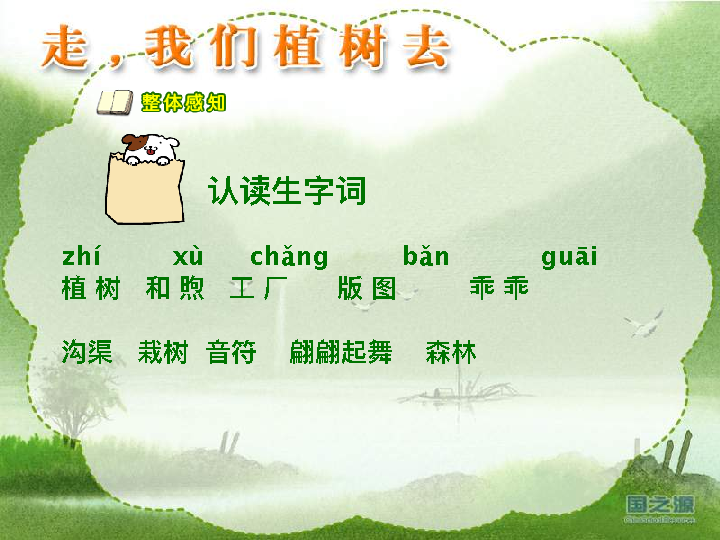 走，我们植树去
整体感知
认读生字词
zhí xù chǎng bǎn guāi
植树 和煦 工厂 版图 乖乖
沟渠 栽树 音符 翩翩起舞 森林
国之源